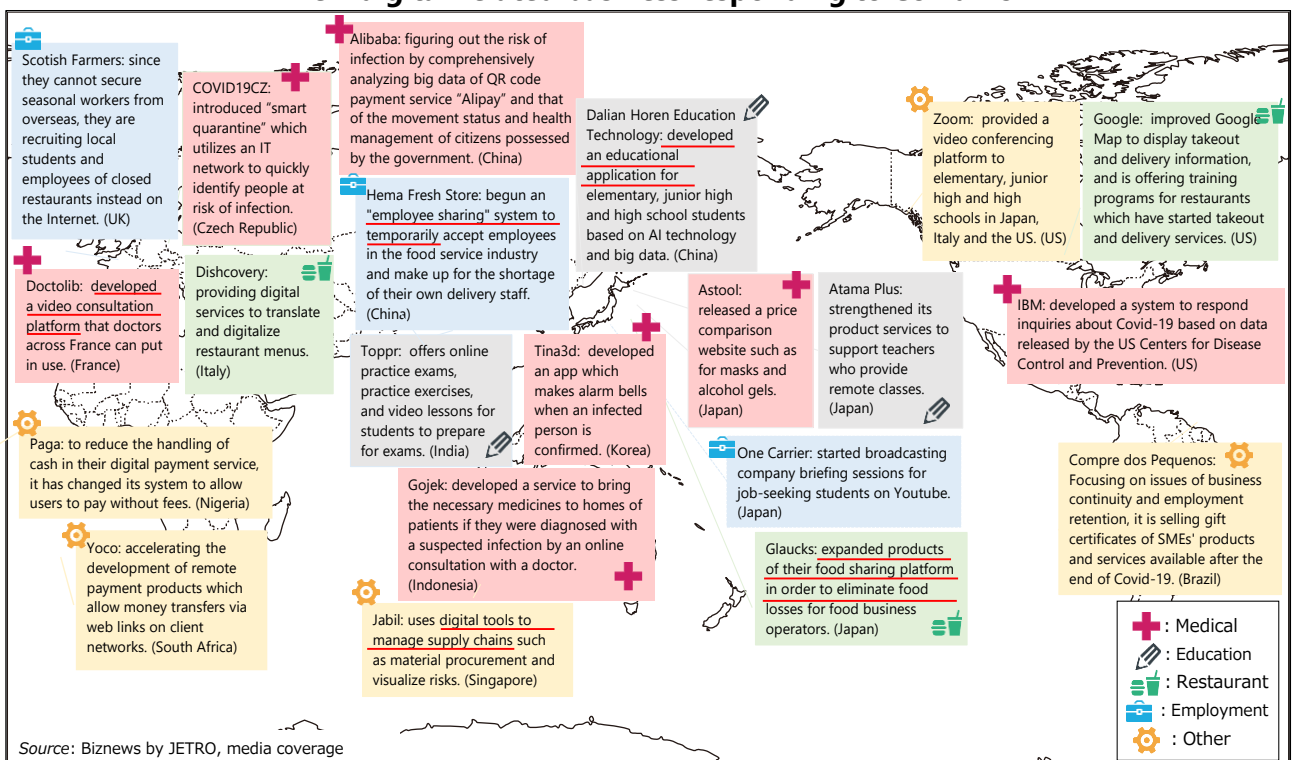 Scotish Farmers: since
they cannot secure
seasonal workers from
overseas, they are
recruiting local
students and
employees of closed
restaurants instead on
the Internet. (UK)
COVID19CZ:
introduced "smart
quarantine" which
utilizes an IT
network to quickly
identify people at
risk of infection.
(Czech Republic)
Alibaba: figuring out the risk of
infection by comprehensively
analyzing big data of QR code
payment service "Alipay" and that
of the movement status and health
management of citizens possessed
by the government. (China)
Dalian Horen Education
Technology: developed
an educational
application for
elementary, junior high
and high school students
based on AI technology
and big data. (China)
Zoom: provided a
video conferencing
platform to
elementary, junior
high and high
schools in Japan,
Italy and the US. (US)
Google: improved Google
Map to display takeout
and delivery information,
and is offering training
programs for restaurants
which have started takeout
and delivery services. (US)
Hema Fresh Store: begun an
"employee sharing" system to
temporarily accept employees
in the food service industry
and make up for the shortage
of their own delivery staff.
(China)
Doctolib: developed
a video consultation
platform that doctors
across France can put
in use. (France)
Dishcovery:
providing digital
services to translate
and digitalize
restaurant menus.
(Italy)
Astool:
released a price
comparison
website such as
for masks and
alcohol gels.
(Japan)
Atama Plus:
strengthened its
product services to
support teachers
who provide
remote classes.
(Japan)
IBM: developed a system to respond
inquiries about Covid-19 based on data
released by the US Centers for Disease
Control and Prevention. (US)
Toppr: offers online
practice exams,
practice exercises,
and video lessons for
students to prepare
for exams. (India)
Tina3d: developed
an app which
makes alarm bells
when an infected
person is
confirmed. (Korea)
Paga: to reduce the handling of
cash in their digital payment service,
it has changed its system to allow
users to pay without fees. (Nigeria)
One Carrier: started broadcasting
company briefing sessions for
job-seeking students on Youtube.
(Japan)
Compre dos Pequenos:
Focusing on issues of business
continuity and employment
retention, it is selling gift
certificates of SMEs' products
and services available after the
end of Covid-19. (Brazil)
Gojek: developed a service to bring
the necessary medicines to homes of
patients if they were diagnosed with
a suspected infection by an online
consultation with a doctor.
(Indonesia)
Yoco: accelerating the
development of remote
payment products which
allow money transfers via
web links on client
networks. (South Africa)
Glaucks: expanded products
of their food sharing platform
in order to eliminate food
losses for food business
operators. (Japan)
Jabil: uses digital tools to
manage supply chains such
as material procurement and
visualize risks. (Singapore)
: Medical
: Education
: Restaurant
: Employment
: Other
Source: Biznews by JETRO, media coverage